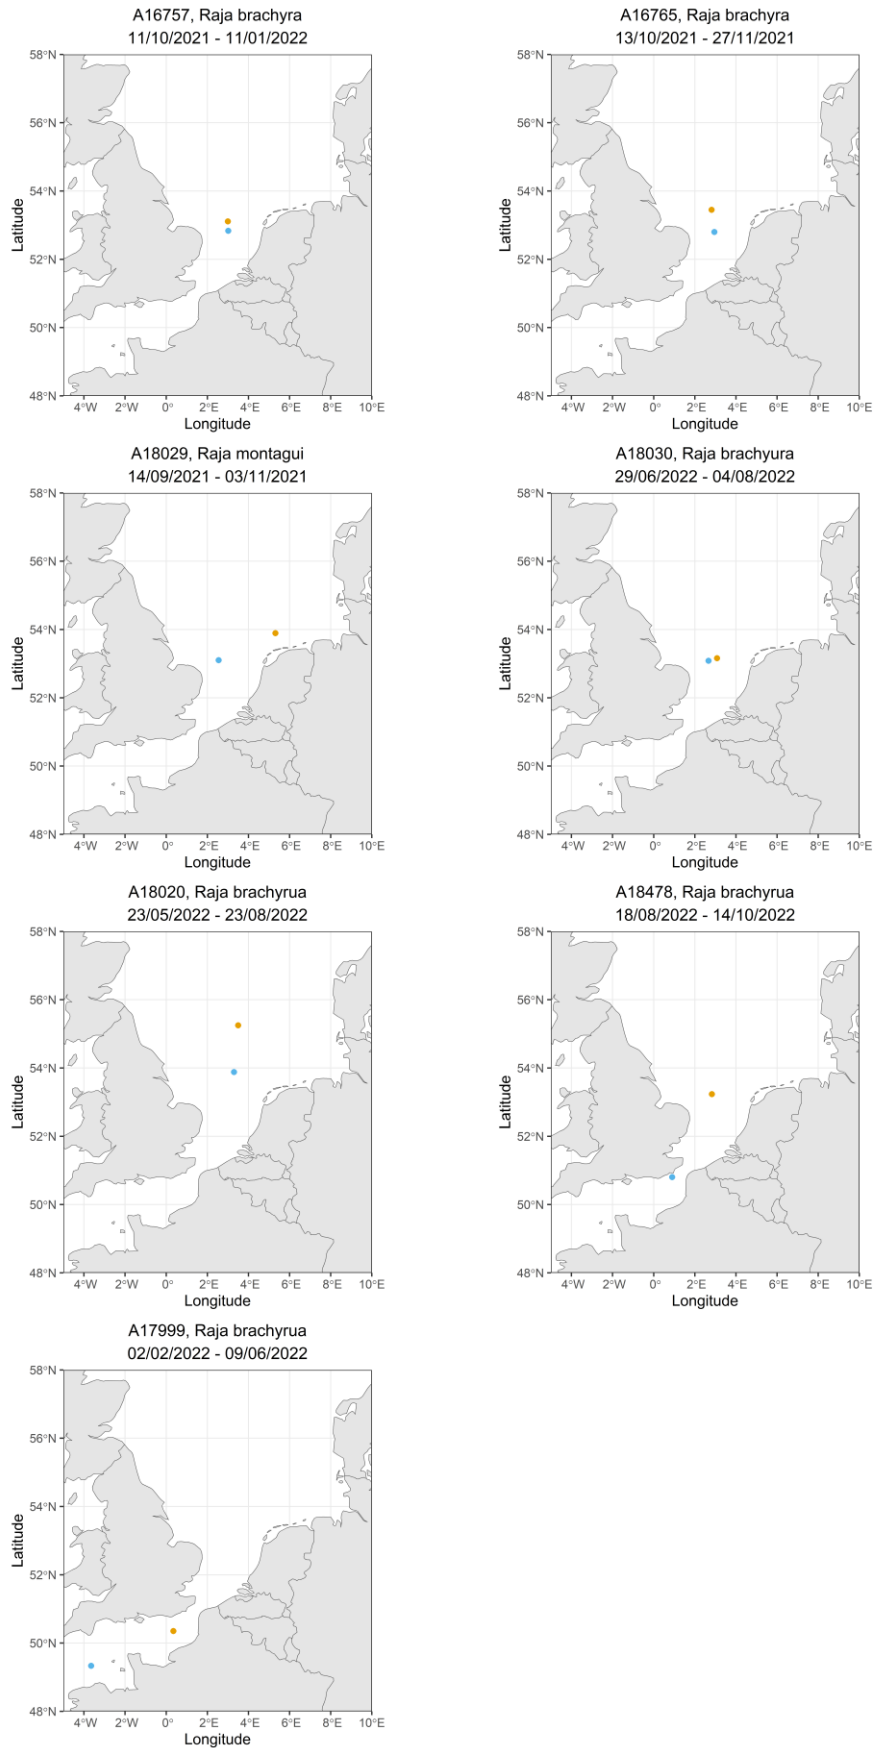 A16757, Raja brachyra
11/10/2021 - 11/01/2022
58°N
56°N
54°N
52°N
50°N
48°N
Latitude
4°W 2°W 0° 2°E 4°E 6°E 8°E 10°E
Longitude
A16765, Raja brachyra
13/10/2021 - 27/11/2021
58°N
56°N
54°N
52°N
50°N
48°N
Latitude
4°W 2°W 0° 2°E 4°E 6°E 8°E 10°E
Longitude
A18029, Raja montagui
14/09/2021 - 03/11/2021
58°N
56°N
54°N
52°N
50°N
48°N
Latitude
4°W 2°W 0° 2°E 4°E 6°E 8°E 10°E
Longitude
A18030, Raja brachyura
29/06/2022 - 04/08/2022
58°N
56°N
54°N
52°N
50°N
48°N
Latitude
4°W 2°W 0° 2°E 4°E 6°E 8°E 10°E
Longitude
A18020, Raja brachyrua
23/05/2022 - 23/08/2022
58°N
56°N
54°N
52°N
50°N
48°N
Latitude
4°W 2°W 0° 2°E 4°E 6°E 8°E 10°E
Longitude
A18478, Raja brachyrua
18/08/2022 - 14/10/2022
58°N
56°N
54°N
52°N
50°N
48°N
Latitude
4°W 2°W 0° 2°E 4°E 6°E 8°E 10°E
Longitude
A17999, Raja brachyrua
02/02/2022 - 09/06/2022
58°N
56°N
54°N
52°N
50°N
48°N
Latitude
4°W 2°W 0° 2°E 4°E 6°E 8°E 10°E
Longitude